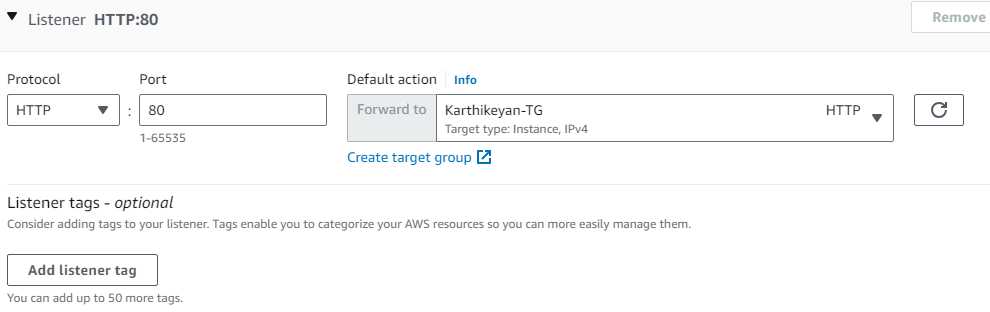 Listener HTTP:80
Remove
Protocol
Port
Default action
Info
HTTP
:
80
Forward to
Karthikeyan-TG
HTTP
Target type: Instance, IPv4
1-65535
Create target group
Listener tags - optional
Consider adding tags to your listener. Tags enable you to categorize your AWS resources so you can more easily manage them.
Add listener tag
You can add up to 50 more tags.